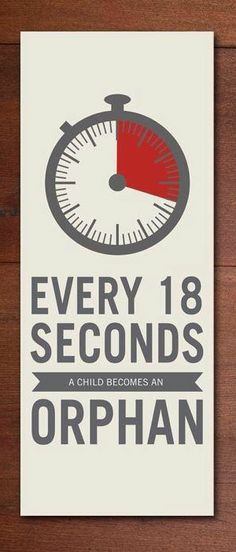 EVERY 18
SECONDS
A CHILD BECOMES AN
ORPHAN